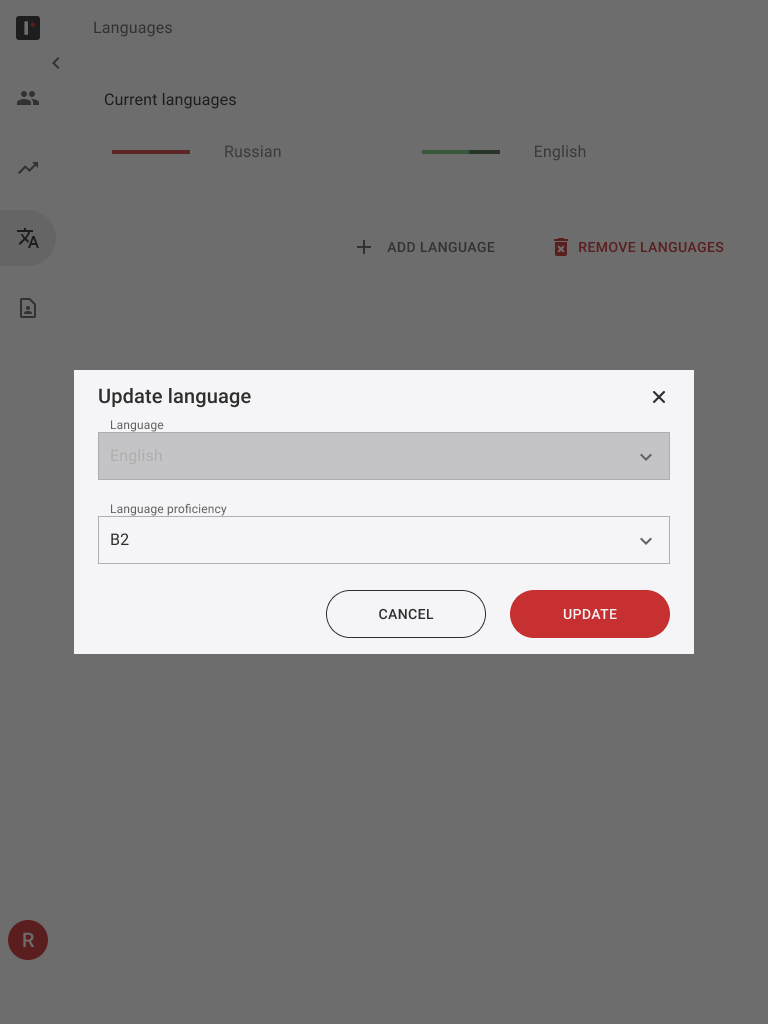 Languages
Current languages
Russian
English
ADD LANGUAGE
REMOVE LANGUAGES
Update language
Language
English
Language proficiency
B2
CANCEL
UPDATE
R